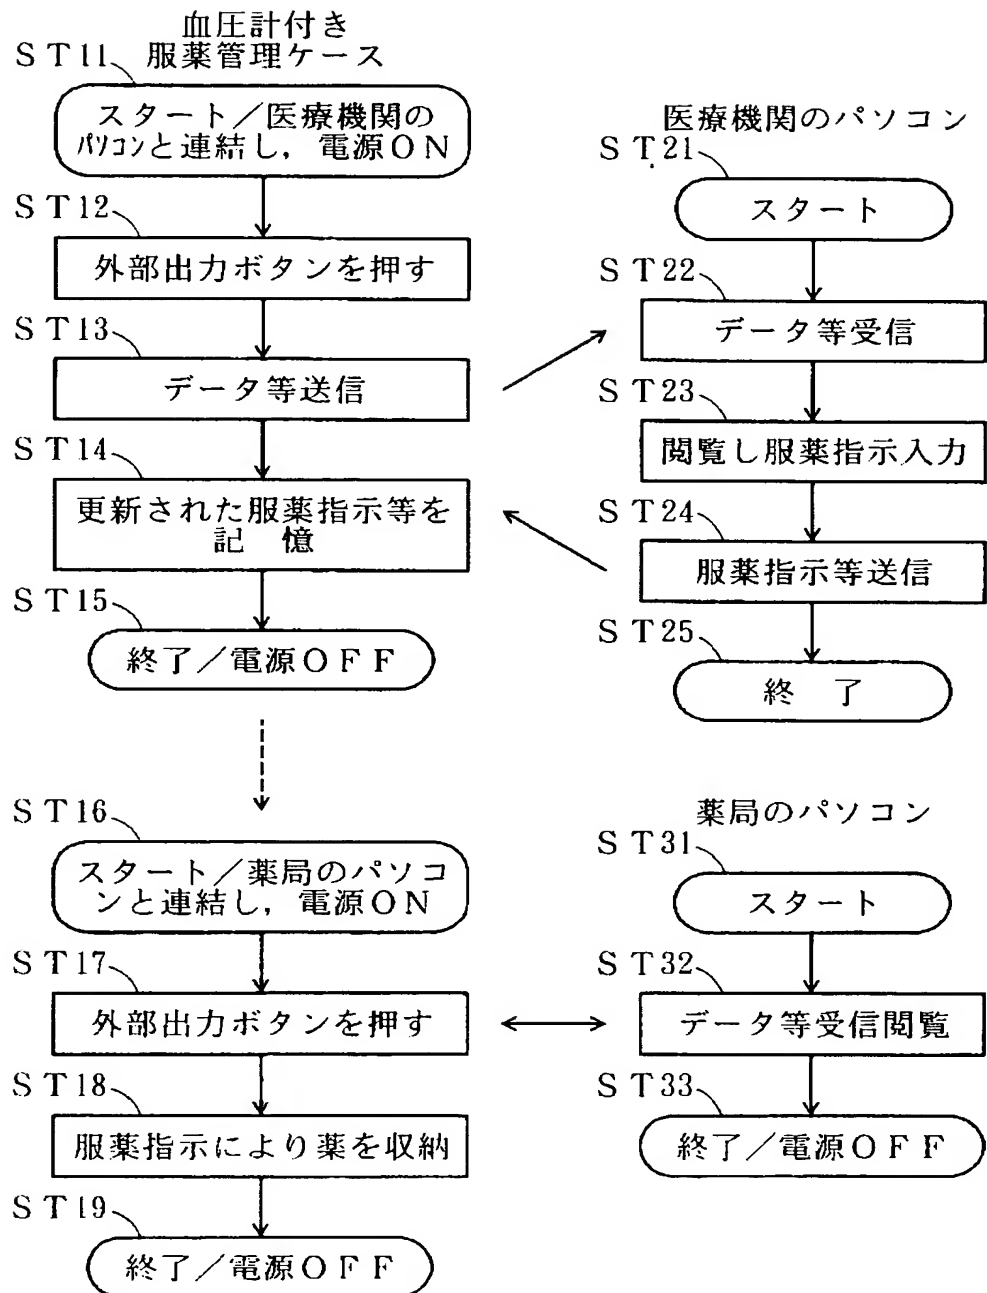 血圧計付き
服薬管理ケース
ST11
スタート/医療機関の
パソコンと連結し,電源ON
ST12
外部出力ボタンを押す
ST13
データ等送信
ST14
更新された服薬指示等を
記 憶
ST15
終了/電源OFF
ST16
スタート/薬局のパソコ
ンと連結し,電源ON
ST17
外部出力ボタンを押す
ST18
服薬指示により薬を収納
ST19
終了/電源OFF
医療機関のパソコン
ST21
スタート
ST22
データ等受信
ST23
閲覧し服薬指示入力
ST24
服薬指示等送信
ST25
終 了
薬局のパソコン
ST31
スタート
ST32
データ等受信閲覧
ST33
終了/電源OFF